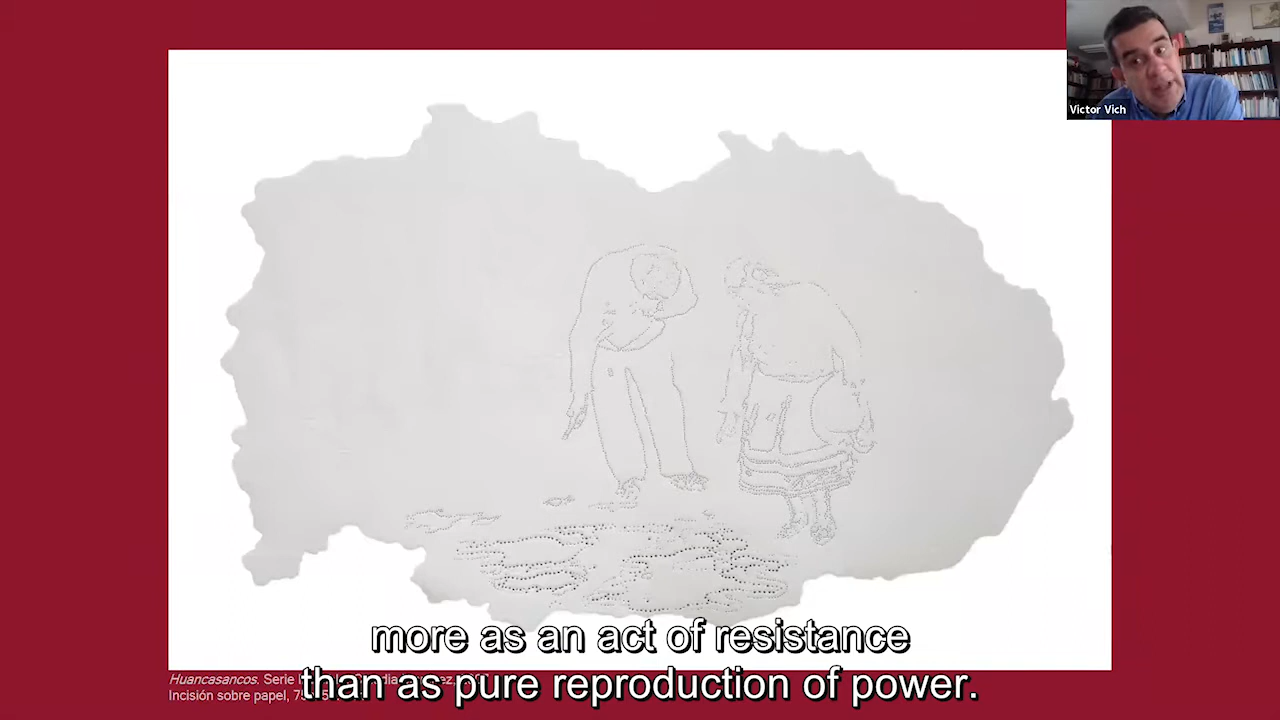 Victor Vich
more as an act of resistance
than as pure reproduction of power.
Huancasancos. Serie
Incisión sobre papel,